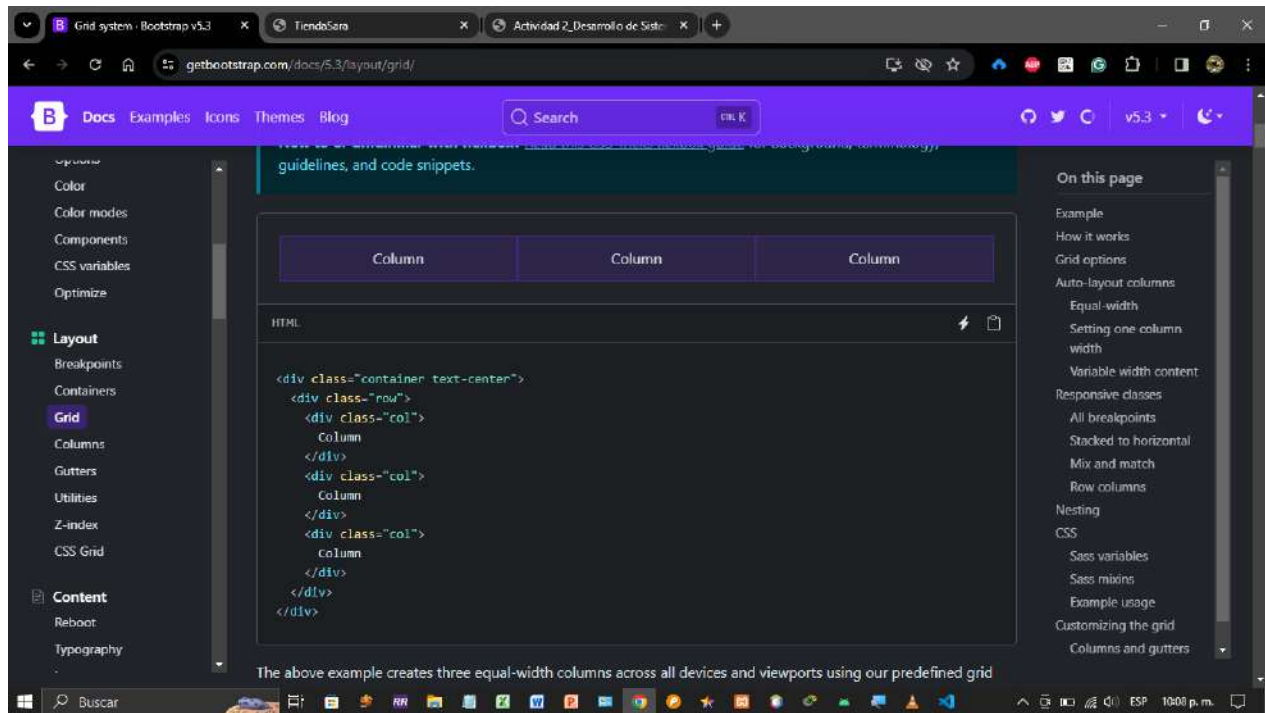 Grid system · Bootstrap v5.3
TiendaSara
Actividad 2_Desarrollo de Siste
getbootstrap.com/docs/5.3/layout/grid/
Docs Examples Icons Themes Blog
Search
CTRL K
v5.3
Options
Color
Color modes
Components
CSS variables
Optimize
Layout
Breakpoints
Containers
Grid
Columns
Gutters
Utilities
Z-index
CSS Grid
Content
Reboot
Typography
guidelines, and code snippets.
Column Column Column
HTML
<div class="container text-center">
<div class="row">
<div class="col">
Column
</div>
<div class="col">
Column
</div>
<div class="col">
Column
</div>
</div>
</div>
The above example creates three equal-width columns across all devices and viewports using our predefined grid
On this page
Example
How it works
Grid options
Auto-layout columns
Equal-width
Setting one column
width
Variable width content
Responsive classes
All breakpoints
Stacked to horizontal
Mix and match
Row columns
Nesting
CSS
Sass variables
Sass mixins
Example usage
Customizing the grid
Columns and gutters
Buscar
ESP
10:08 p. m.